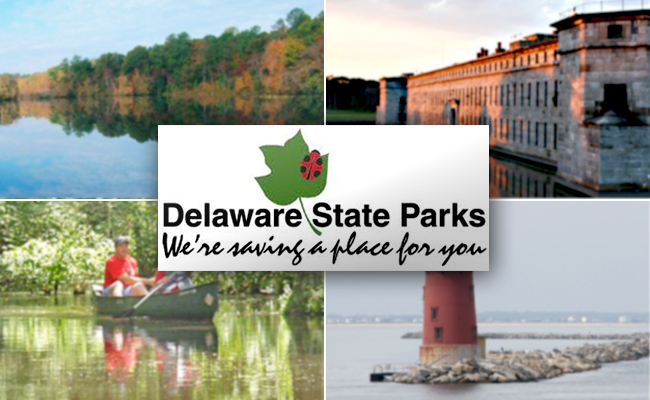 Delaware State Parks
We're saving a place for you